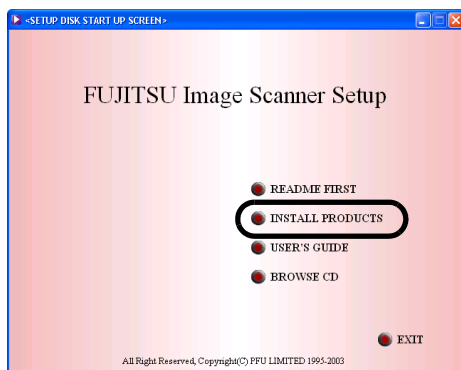 <SETUP DISK START UP SCREEN>
FUJITSU Image Scanner Setup
README FIRST
INSTALL PRODUCTS
USER'S GUIDE
BROWSE CD
EXIT
All Right Reserved, Copyright(C) PFU LIMITED 1995-2003